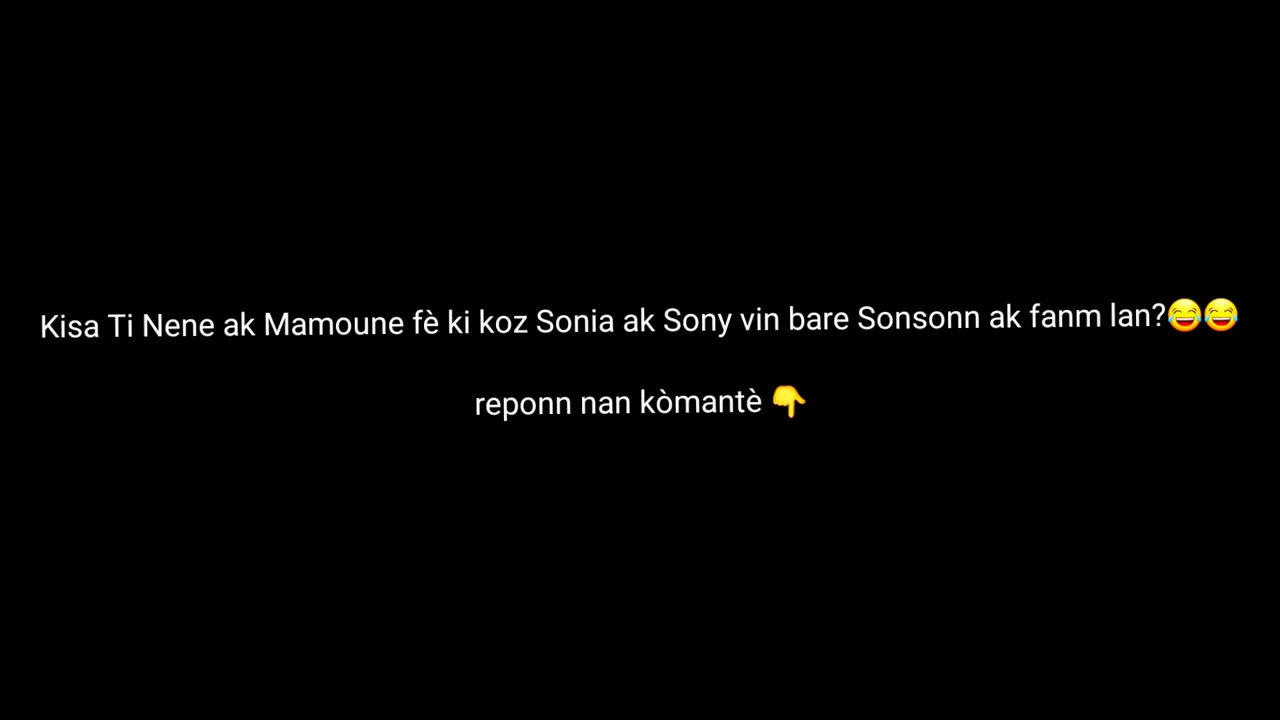 Kisa Ti Nene ak Mamoune fè ki koz Sonia ak Sony vin bare Sonsonn ak fanm lan?😂😂
reponn nan kòmantè 👇